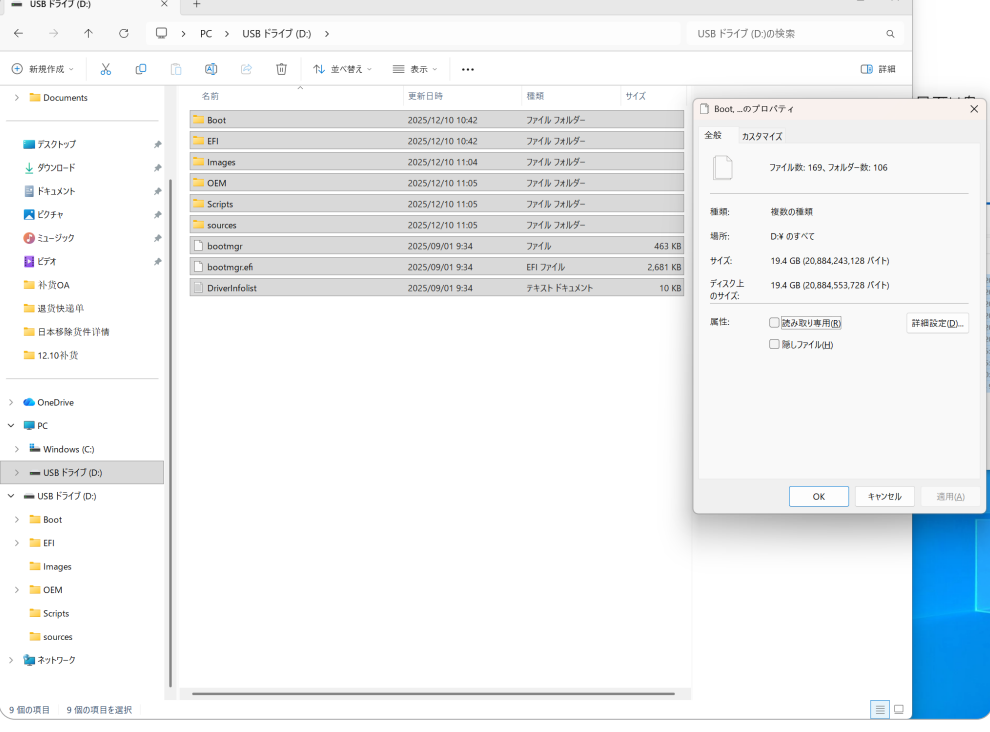 USB ドライブ (D:)
PC
USB ドライブ (D:)
USB ドライブ (D:)の検索
新規作成
並べ替え
表示
詳細
Documents
デスクトップ
ダウンロード
ドキュメント
ピクチャ
ミュージック
ビデオ
补货OA
退货快递单
日本移除货件详情
12.10补货
OneDrive
PC
Windows (C:)
USB ドライブ (D:)
USB ドライブ (D:)
Boot
EFI
Images
OEM
Scripts
sources
ネットワーク
名前 更新日時 種類 サイズ
Boot 2025/12/10 10:42 ファイル フォルダー
EFI 2025/12/10 10:42 ファイル フォルダー
Images 2025/12/10 11:04 ファイル フォルダー
OEM 2025/12/10 11:05 ファイル フォルダー
Scripts 2025/12/10 11:05 ファイル フォルダー
sources 2025/12/10 11:05 ファイル フォルダー
bootmgr 2025/09/01 9:34 ファイル 463 KB
bootmgr.efi 2025/09/01 9:34 EFI ファイル 2,681 KB
DriverInfolist 2025/09/01 9:34 テキスト ドキュメント 10 KB
9 個の項目 9 個の項目を選択
Boot, ...のプロパティ
全般 カスタマイズ
ファイル数: 169、フォルダー数: 106
種類: 複数の種類
場所: D:¥ のすべて
サイズ: 19.4 GB (20,884,243,128 バイト)
ディスク上
のサイズ: 19.4 GB (20,884,553,728 バイト)
属性: 読み取り専用(R) 詳細設定(D)...
隠しファイル(H)
OK キャンセル 適用(A)